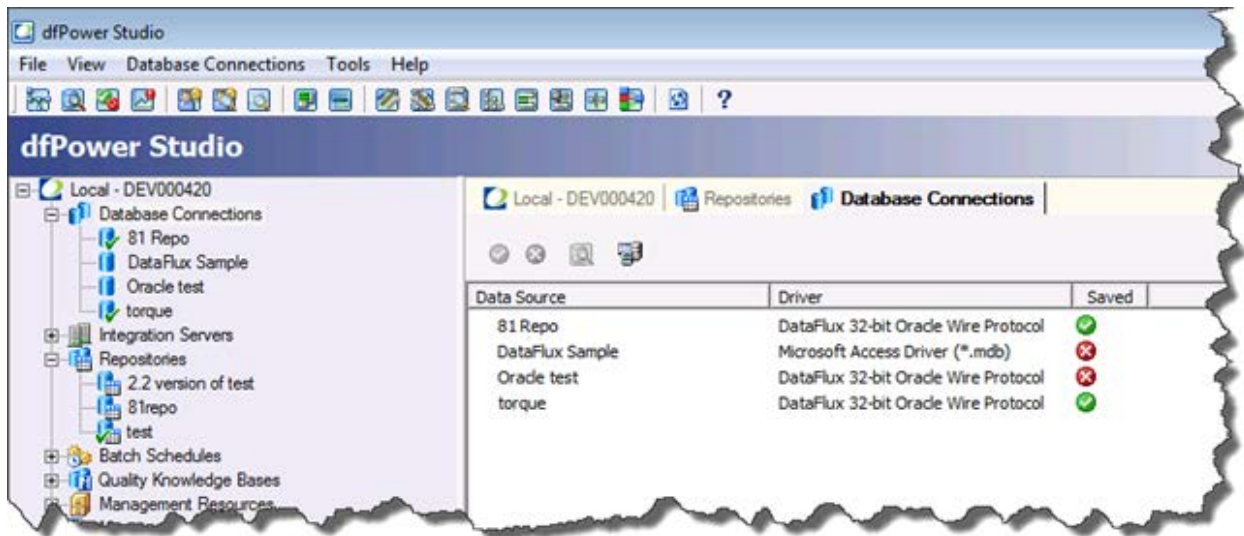 dfPower Studio
File View Database Connections Tools Help
?
dfPower Studio
Local - DEV000420
Database Connections
81 Repo
DataFlux Sample
Oracle test
torque
Integration Servers
Repositories
2.2 version of test
81repo
test
Batch Schedules
Quality Knowledge Bases
Management Resources
Local - DEV000420 Repositories Database Connections
Data Source Driver Saved
81 Repo DataFlux 32-bit Oracle Wire Protocol
DataFlux Sample Microsoft Access Driver (*.mdb)
Oracle test DataFlux 32-bit Oracle Wire Protocol
torque DataFlux 32-bit Oracle Wire Protocol